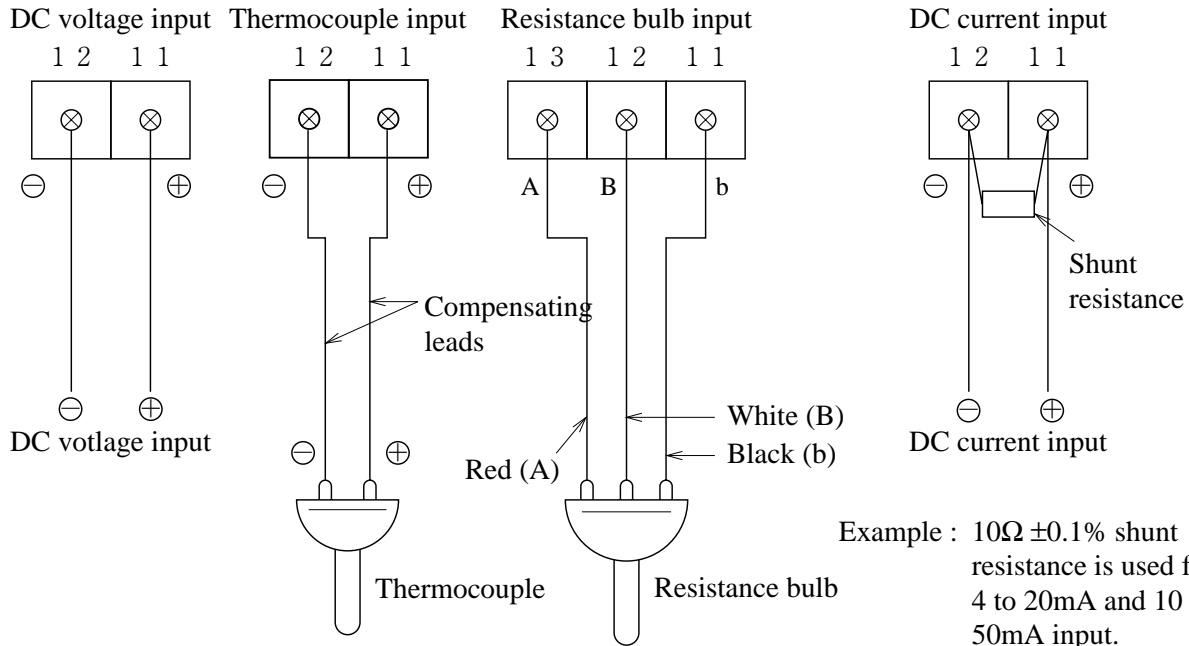 DC voltage input
1 2 1 1
⊖ ⊕
⊖ ⊕
DC votlage input
Thermocouple input
1 2 1 1
⊖ ⊕
Compensating
leads
⊖ ⊕
Thermocouple
Resistance bulb input
1 3 1 2 1 1
A B b
White (B)
Red (A)
Black (b)
Resistance bulb
DC current input
1 2 1 1
⊖ ⊕
Shunt
resistance
⊖ ⊕
DC current input
Example : 10Ω ±0.1% shunt
resistance is used
4 to 20mA and 10
50mA input.